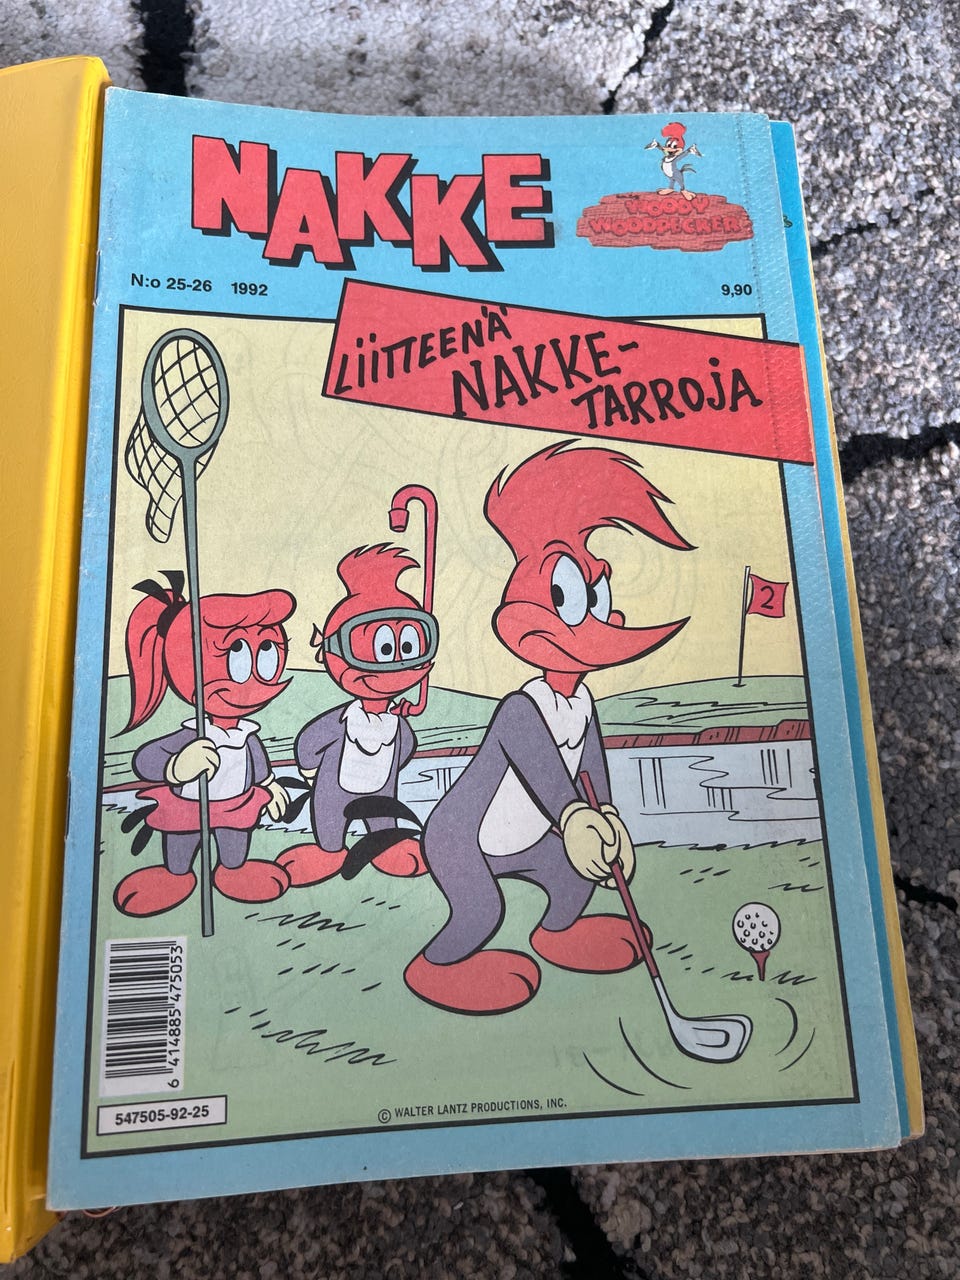 NAKKE
WOODY
WOODPECKER
N:o 25-26 1992
9,90
LIITTEENÄ
NAKKE-
TARROJA
2
6 414885 475053
547505-92-25
© WALTER LANTZ PRODUCTIONS, INC.